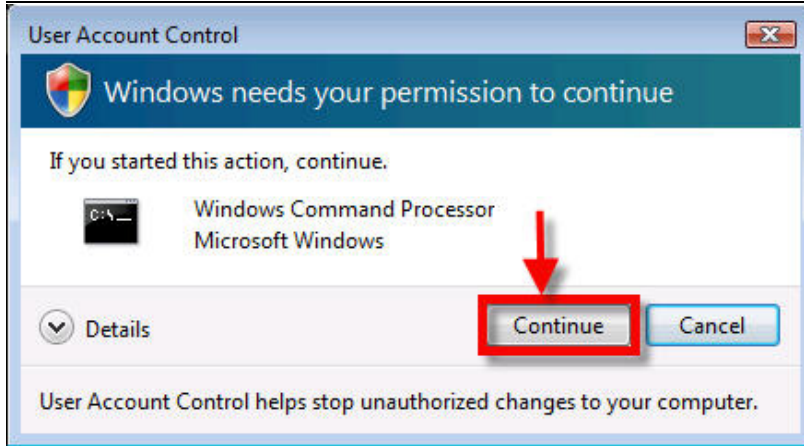 User Account Control
Windows needs your permission to continue
If you started this action, continue.
C:\_
Windows Command Processor
Microsoft Windows
Details
Continue
Cancel
User Account Control helps stop unauthorized changes to your computer.